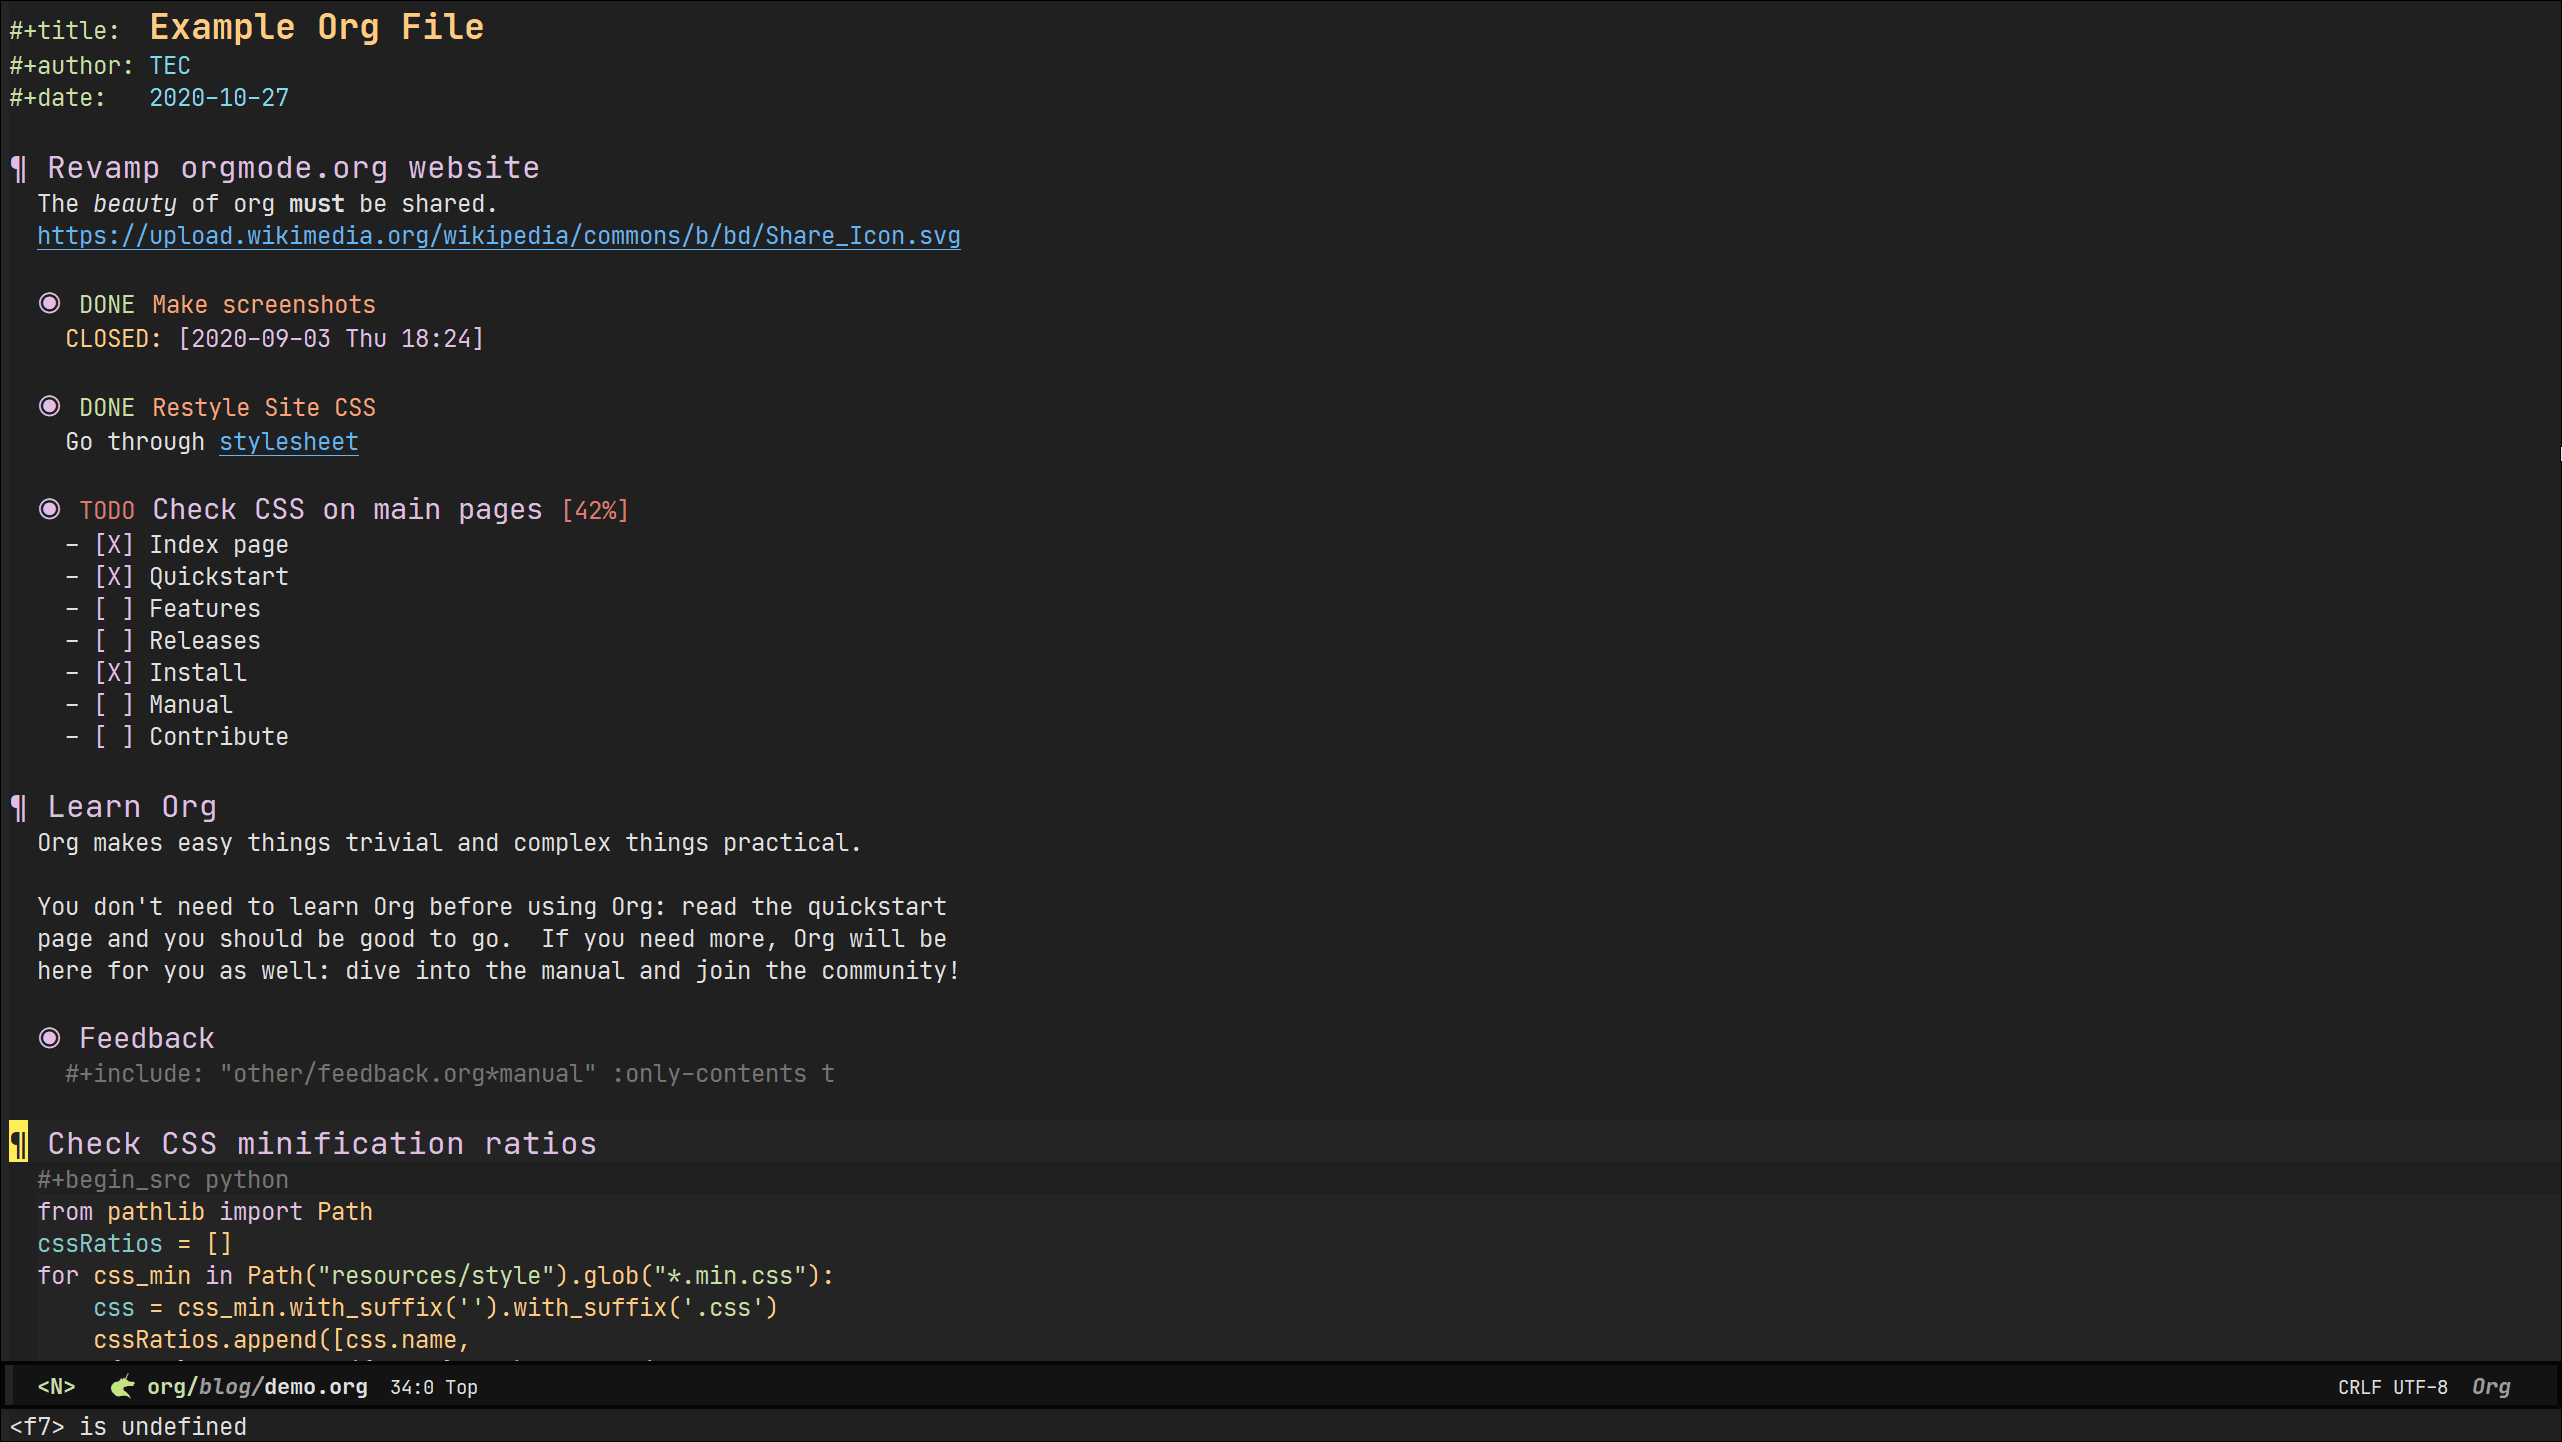 #+title:  Example Org File
#+author: TEC
#+date:   2020-10-27
¶ Revamp orgmode.org website
The beauty of org must be shared.
https://upload.wikimedia.org/wikipedia/commons/b/bd/Share_Icon.svg
◉ DONE Make screenshots
CLOSED: [2020-09-03 Thu 18:24]
◉ DONE Restyle Site CSS
Go through stylesheet
◉ TODO Check CSS on main pages [42%]
- [X] Index page
- [X] Quickstart
- [ ] Features
- [ ] Releases
- [X] Install
- [ ] Manual
- [ ] Contribute
¶ Learn Org
Org makes easy things trivial and complex things practical.
You don't need to learn Org before using Org: read the quickstart
page and you should be good to go.  If you need more, Org will be
here for you as well: dive into the manual and join the community!
◉ Feedback
#+include: "other/feedback.org*manual" :only-contents t
¶ Check CSS minification ratios
#+begin_src python
from pathlib import Path
cssRatios = []
for css_min in Path("resources/style").glob("*.min.css"):
    css = css_min.with_suffix('').with_suffix('.css')
    cssRatios.append([css.name,
<N> org/blog/demo.org 34:0 Top CRLF UTF-8 Org
<f7> is undefined